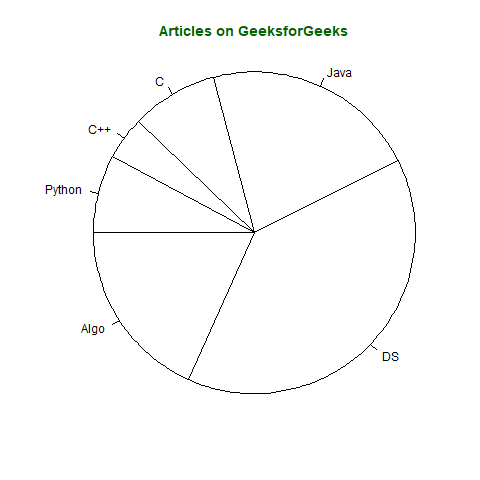 Articles on GeeksforGeeks
Java
C
C++
Python
Algo
DS